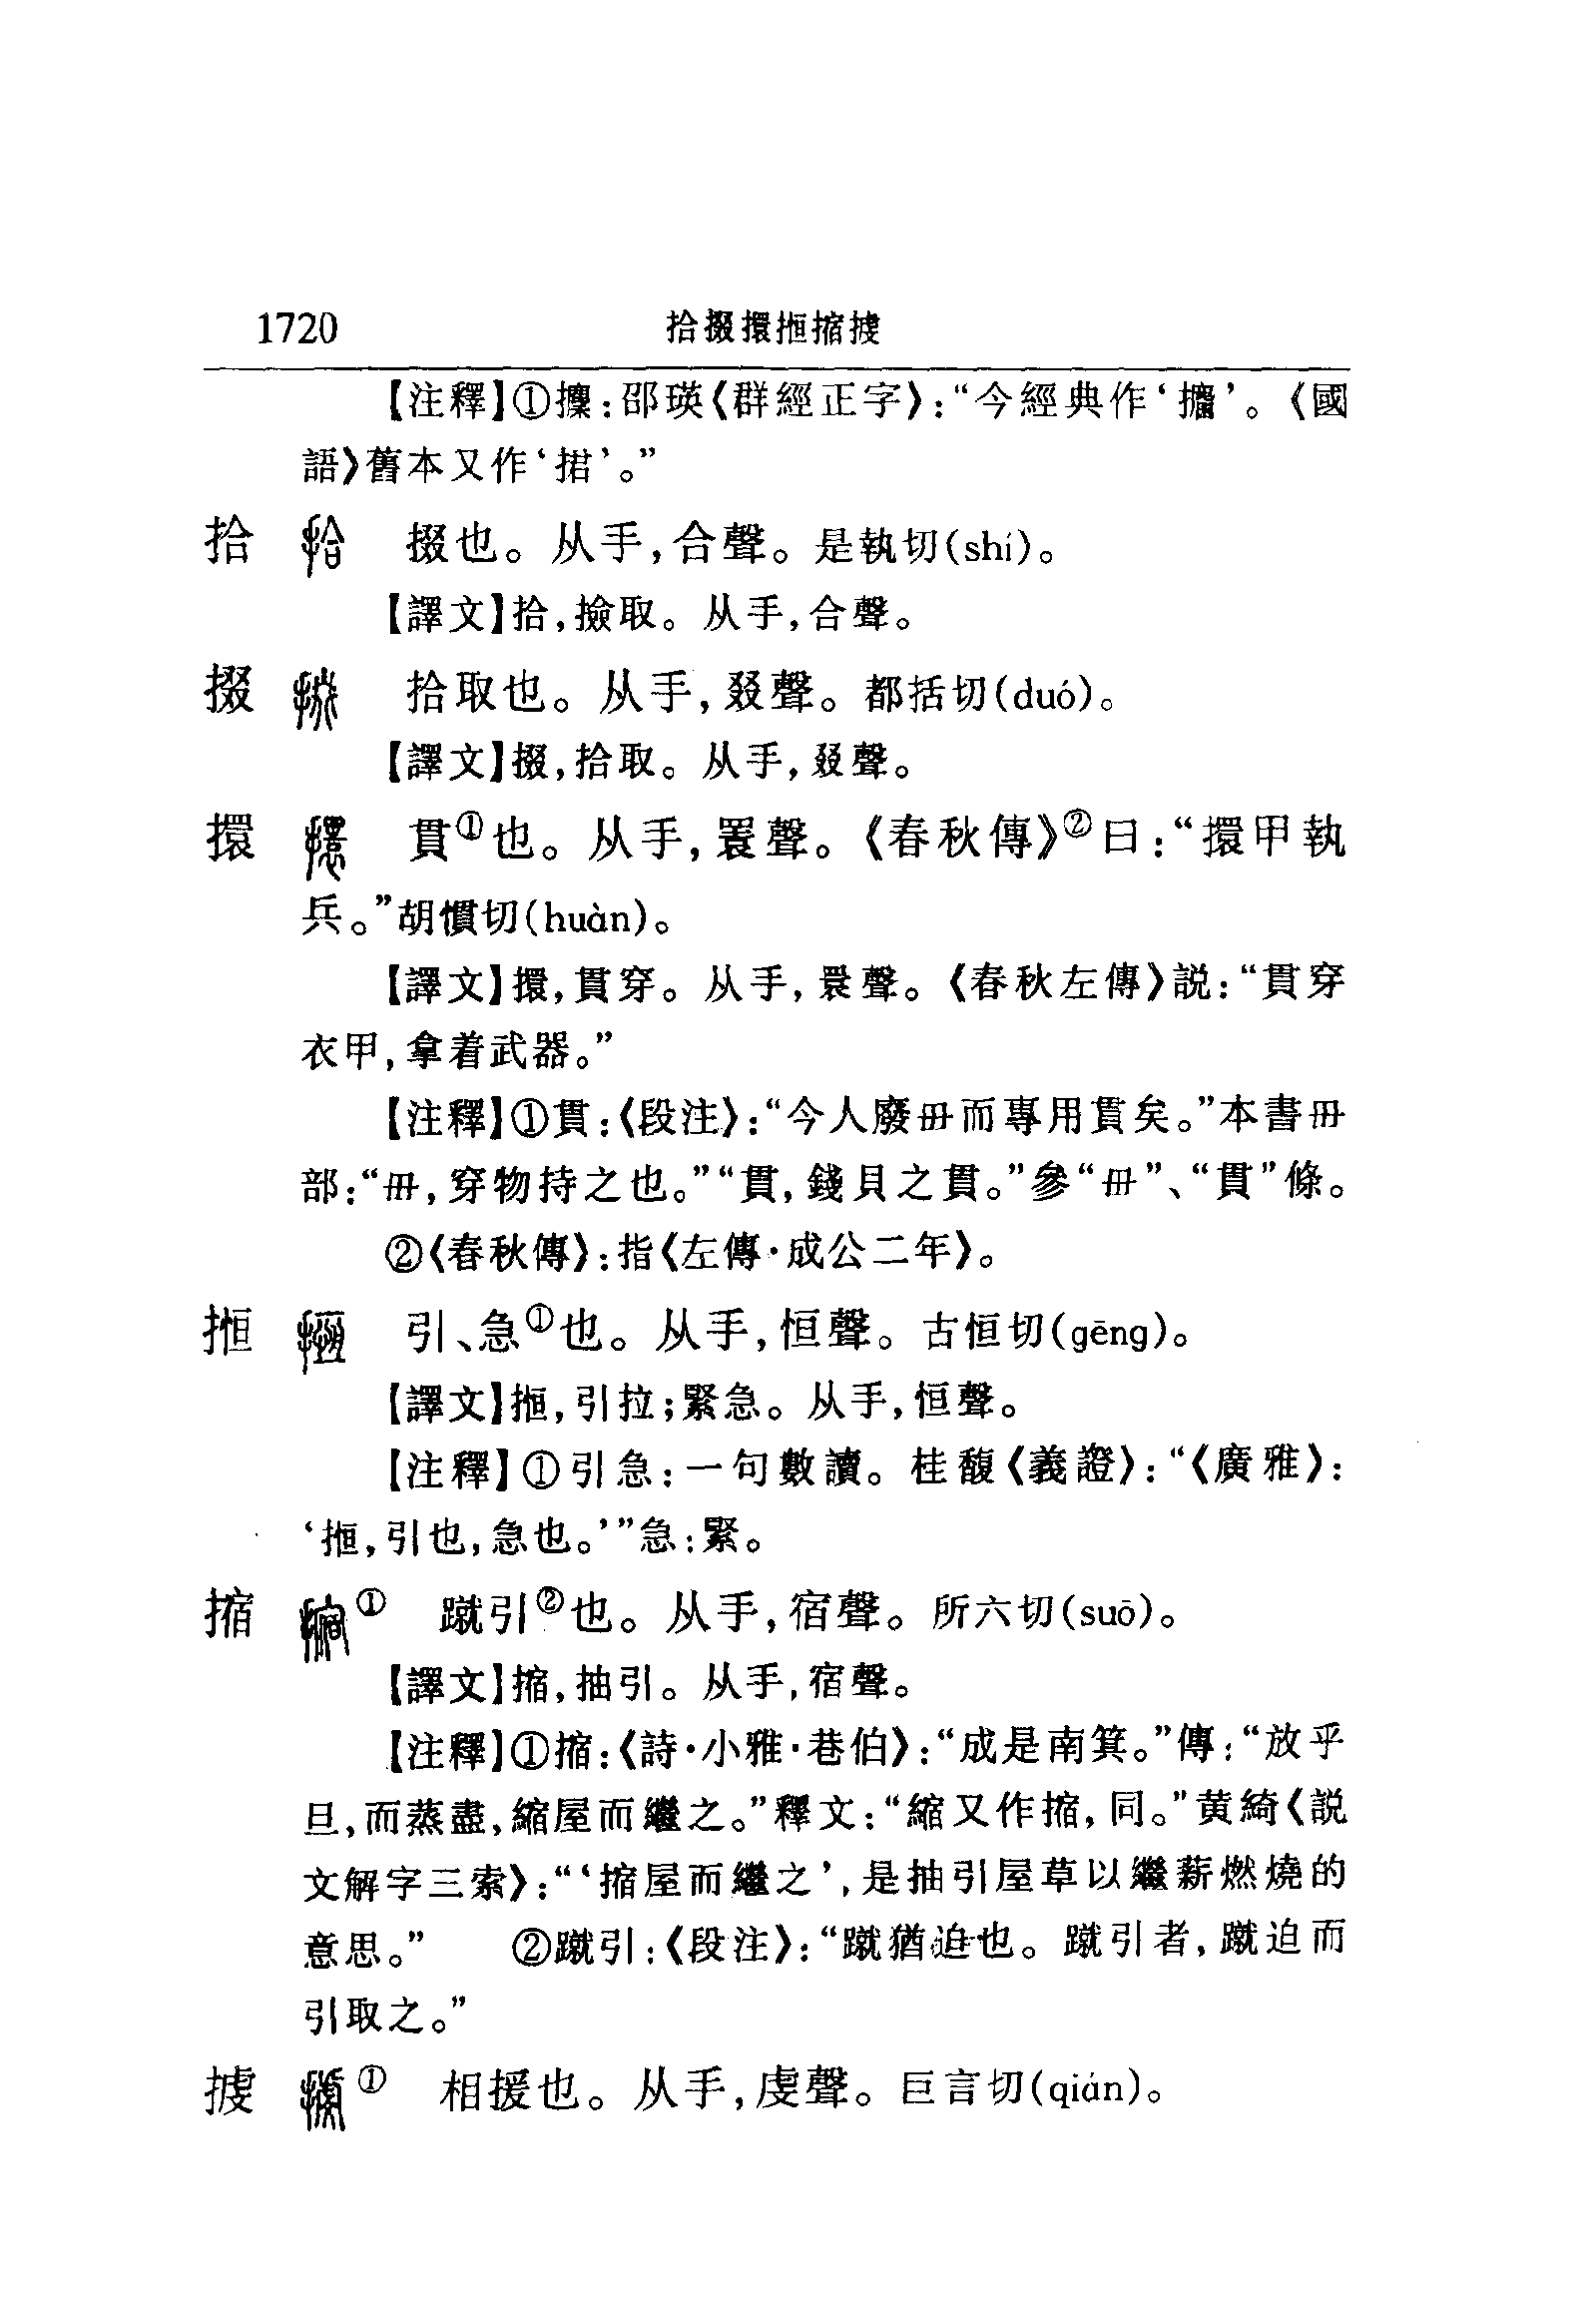 1720 拾掇擐搄摍揵
【注釋】①攗:邵瑛《群經正字》:“今經典作‘攟’。《國
語》舊本又作‘捃’。”
拾 掇也。从手,合聲。是執切(shí)。
【譯文】拾,撿取。从手,合聲。
掇 拾取也。从手,叕聲。都括切(duó)。
【譯文】掇,拾取。从手,叕聲。
擐 貫①也。从手,睘聲。《春秋傳》②曰:“擐甲執
兵。”胡慣切(huàn)。
【譯文】擐,貫穿。从手,睘聲。《春秋左傳》説:“貫穿
衣甲,拿着武器。”
【注釋】①貫:《段注》:“今人廢毌而專用貫矣。”本書毌
部:“毌,穿物持之也。”“貫,錢貝之貫。”參“毌”、“貫”條。
②《春秋傳》:指《左傳·成公二年》。
搄 引、急①也。从手,恒聲。古恒切(gēng)。
【譯文】搄,引拉;緊急。从手,恒聲。
【注釋】①引急:一句數讀。桂馥《義證》:“《廣雅》:
‘搄,引也,急也。’”急:緊。
摍① 蹴引②也。从手,宿聲。所六切(suō)。
【譯文】摍,抽引。从手,宿聲。
【注釋】①摍:《詩·小雅·巷伯》:“成是南箕。”傳:“放乎
旦,而蒸盡,縮屋而繼之。”釋文:“縮又作摍,同。”黄綺《説
文解字三索》:“‘摍屋而繼之’,是抽引屋草以繼薪燃燒的
意思。” ②蹴引:《段注》:“蹴猶迫也。蹴引者,蹴迫而
引取之。”
㨷① 相援也。从手,虔聲。巨言切(qián)。